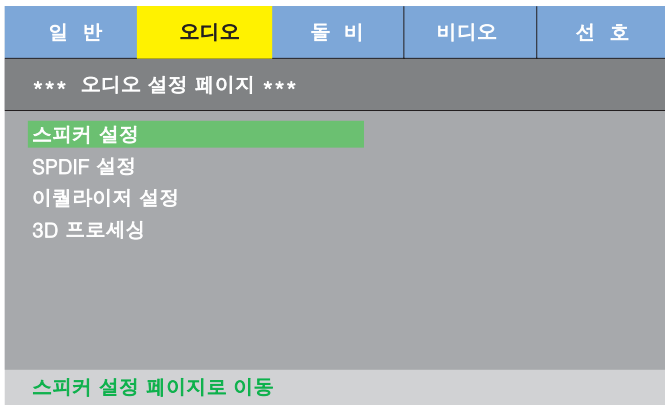 일 반 오디오 돌 비 비디오 선 호
*** 오디오 설정 페이지 ***
스피커 설정
SPDIF 설정
이퀄라이저 설정
3D 프로세싱
스피커 설정 페이지로 이동